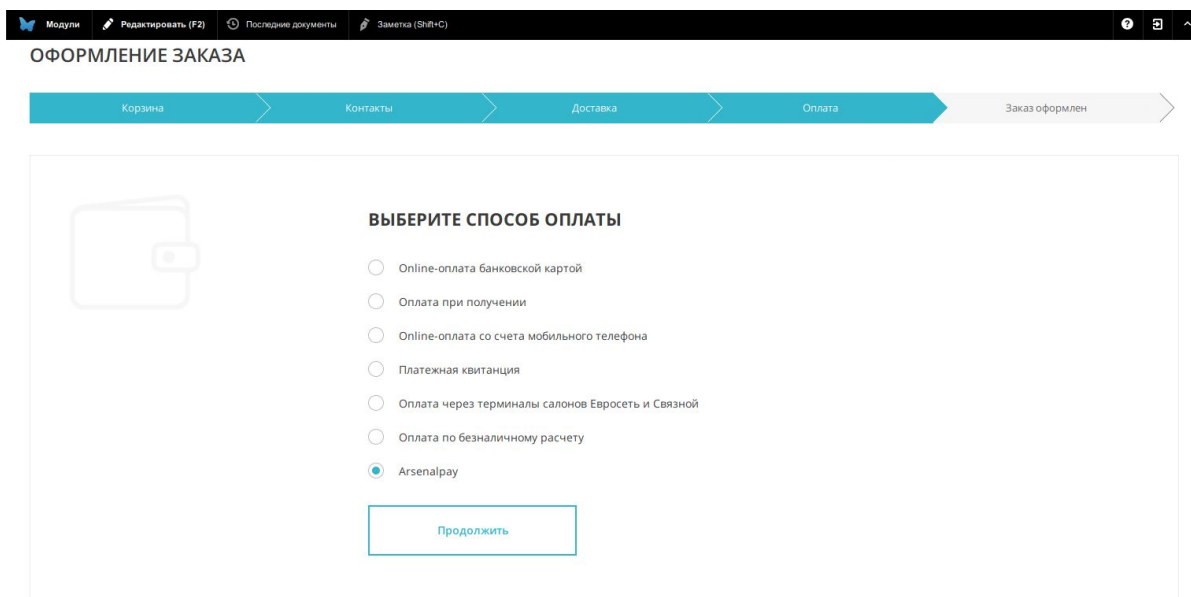 Модули Редактировать (F2) Последние документы Заметка (Shift+C)
ОФОРМЛЕНИЕ ЗАКАЗА
Корзина Контакты Доставка Оплата Заказ оформлен
ВЫБЕРИТЕ СПОСОБ ОПЛАТЫ
Online-оплата банковской картой
Оплата при получении
Online-оплата со счета мобильного телефона
Платежная квитанция
Оплата через терминалы салонов Евросеть и Связной
Оплата по безналичному расчету
Arsenalpay
Продолжить